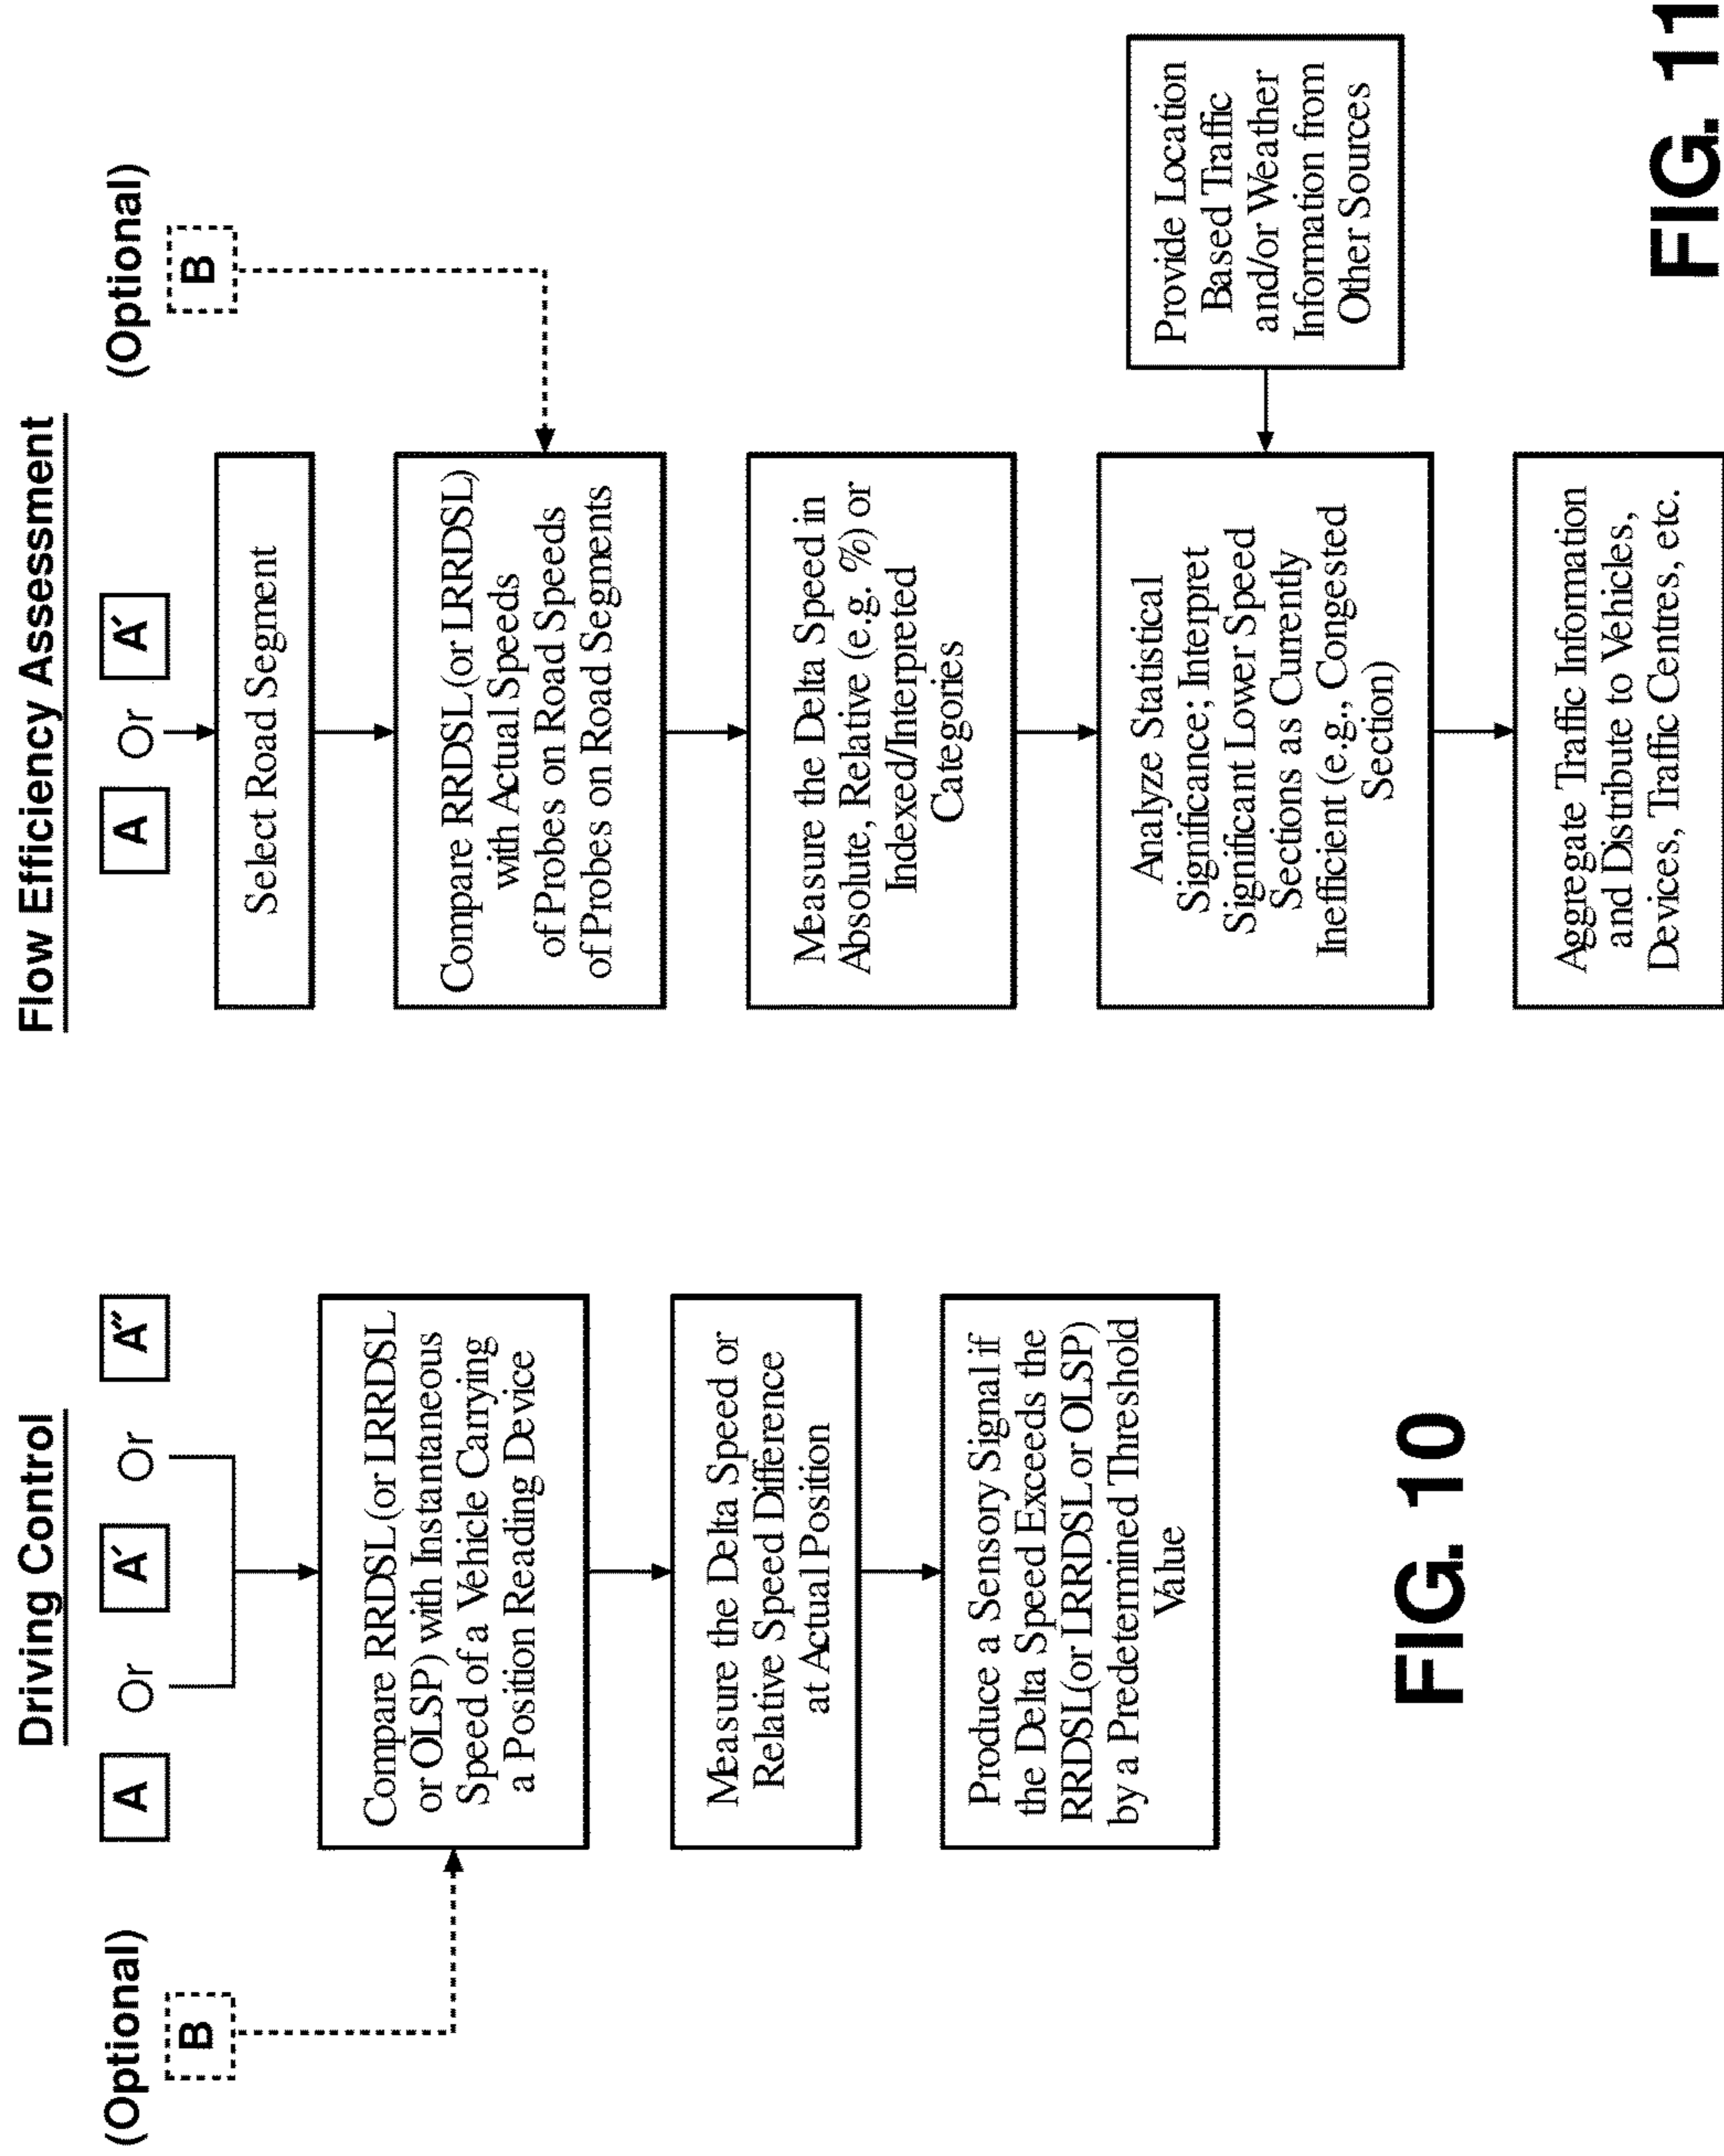 Driving Control
(Optional)
B
A Or A′ Or A″
Compare RRDSL (or LRRDSL
or OLSP) with Instantaneous
Speed of a Vehicle Carrying
a Position Reading Device
Measure the Delta Speed or
Relative Speed Difference
at Actual Position
Produce a Sensory Signal if
the Delta Speed Exceeds the
RRDSL (or LRRDSL or OLSP)
by a Predetermined Threshold
Value
FIG. 10
Flow Efficiency Assessment
A Or A′
(Optional)
B
Select Road Segment
Compare RRDSL (or LRRDSL)
with Actual Speeds
of Probes on Road Speeds
of Probes on Road Segments
Measure the Delta Speed in
Absolute, Relative (e.g. %) or
Indexed/Interpreted
Categories
Analyze Statistical
Significance; Interpret
Significant Lower Speed
Sections as Currently
Inefficient (e.g., Congested
Section)
Provide Location
Based Traffic
and/or Weather
Information from
Other Sources
Aggregate Traffic Information
and Distribute to Vehicles,
Devices, Traffic Centres, etc.
FIG. 11